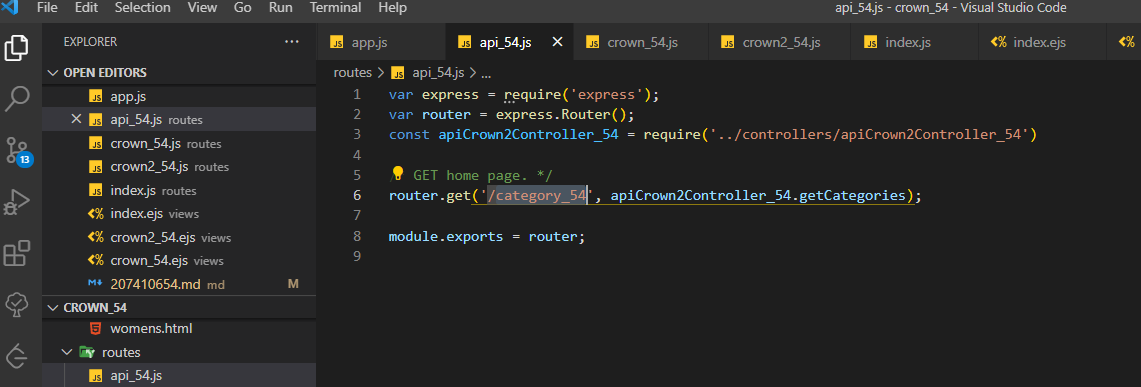 File Edit Selection View Go Run Terminal Help api_54.js - crown_54 - Visual Studio Code
EXPLORER ...
OPEN EDITORS
JS app.js
JS api_54.js routes
JS crown_54.js routes
JS crown2_54.js routes
JS index.js routes
<%> index.ejs views
<%> crown2_54.ejs views
<%> crown_54.ejs views
207410654.md md M
CROWN_54
womens.html
routes
JS api_54.js
13
JS app.js JS api_54.js JS crown_54.js JS crown2_54.js JS index.js <%> index.ejs
routes > JS api_54.js > ...
1 var express = require('express');
2 var router = express.Router();
3 const apiCrown2Controller_54 = require('../controllers/apiCrown2Controller_54')
4
5 GET home page. */
6 router.get('/category_54', apiCrown2Controller_54.getCategories);
7
8 module.exports = router;
9